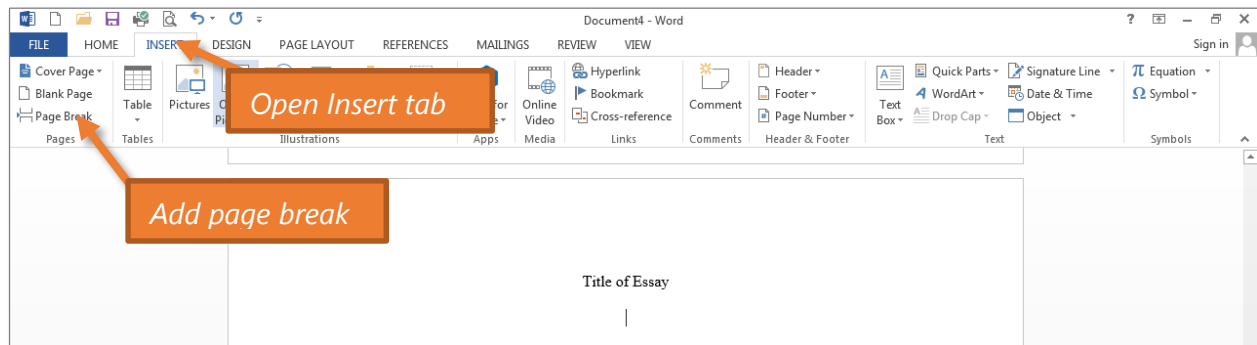 Document4 - Word
FILE HOME INSERT DESIGN PAGE LAYOUT REFERENCES MAILINGS REVIEW VIEW Sign in
Cover Page
Blank Page
Page Break
Pages
Table
Tables
Pictures
Illustrations
Open Insert tab
Apps
Online
Video
Media
Hyperlink
Bookmark
Cross-reference
Links
Comment
Comments
Header
Footer
Page Number
Header & Footer
Text
Box
Quick Parts
WordArt
Drop Cap
Signature Line
Date & Time
Object
Text
Equation
Symbol
Symbols
Add page break
Title of Essay